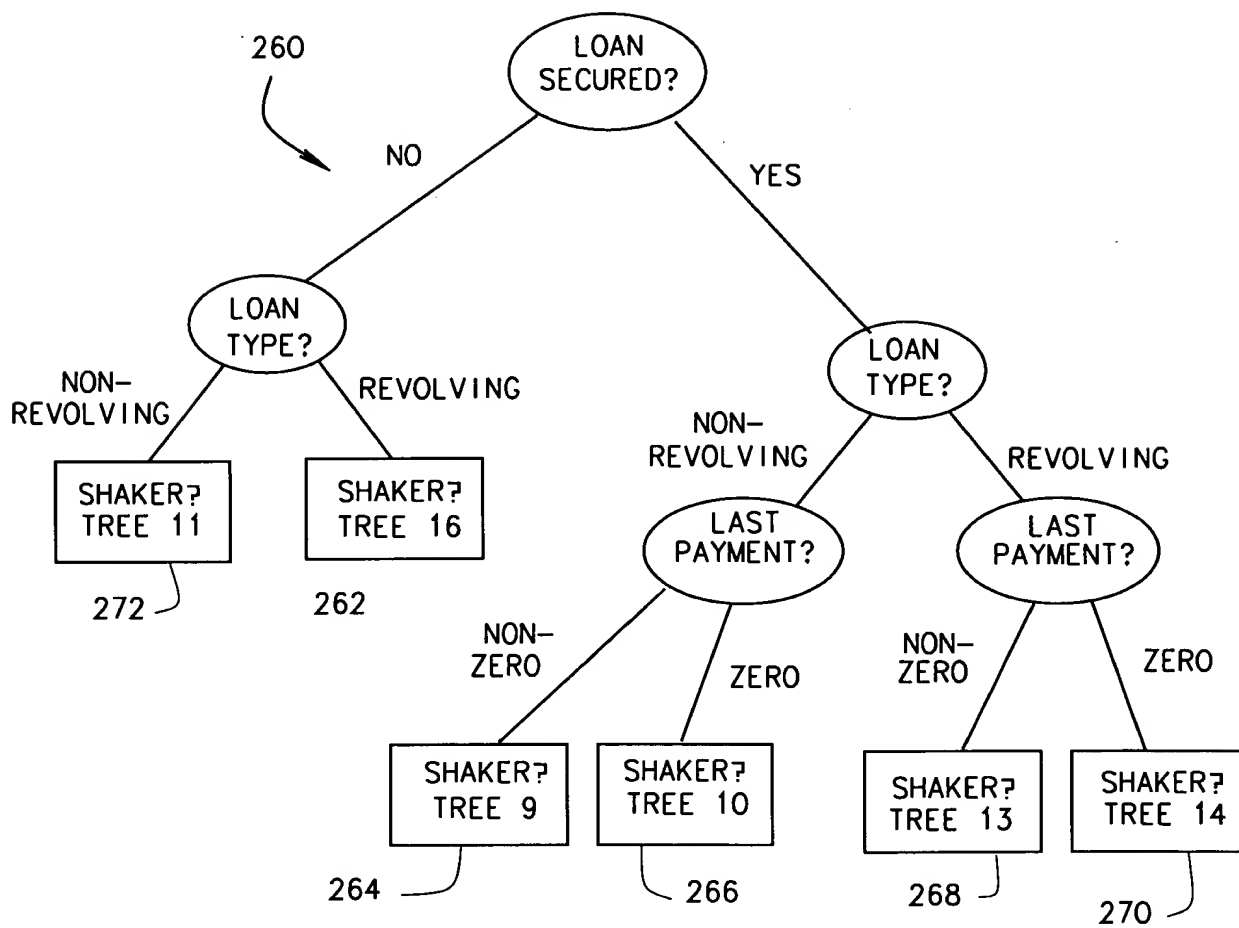 260
LOAN
SECURED?
NO
YES
LOAN
TYPE?
LOAN
TYPE?
NON-
REVOLVING
REVOLVING
NON-
REVOLVING
REVOLVING
SHAKER?
TREE 11
SHAKER?
TREE 16
LAST
PAYMENT?
LAST
PAYMENT?
272
262
NON-
ZERO
ZERO
NON-
ZERO
ZERO
SHAKER?
TREE 9
SHAKER?
TREE 10
SHAKER?
TREE 13
SHAKER?
TREE 14
264
266
268
270